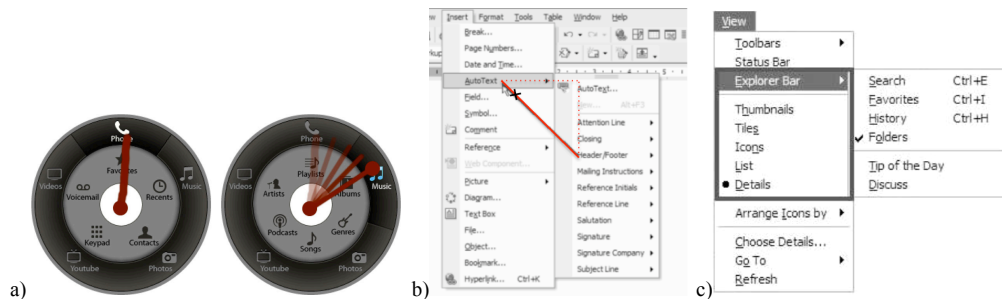 a)
Phone
Favorites
Videos
Music
Voicemail
Recents
Keypad
Contacts
Youtube
Photos
Phone
Playlists
Videos
Music
Artists
Albums
Podcasts
Genres
Songs
Youtube
Photos
b)
Insert Format Tools Table Window Help
Break...
Page Numbers...
Date and Time...
AutoText
Field...
Symbol...
Comment
Reference
Web Component...
Picture
Diagram...
Text Box
File...
Object...
Bookmark...
Hyperlink... Ctrl+K
AutoText...
Alt+F3
Attention Line
Closing
Header/Footer
Mailing Instructions
Reference Initials
Reference Line
Salutation
Signature
Signature Company
Subject Line
c)
View
Toolbars
Status Bar
Explorer Bar
Thumbnails
Tiles
Icons
List
Details
Arrange Icons by
Choose Details...
Go To
Refresh
Search Ctrl+E
Favorites Ctrl+I
History Ctrl+H
Folders
Tip of the Day
Discuss